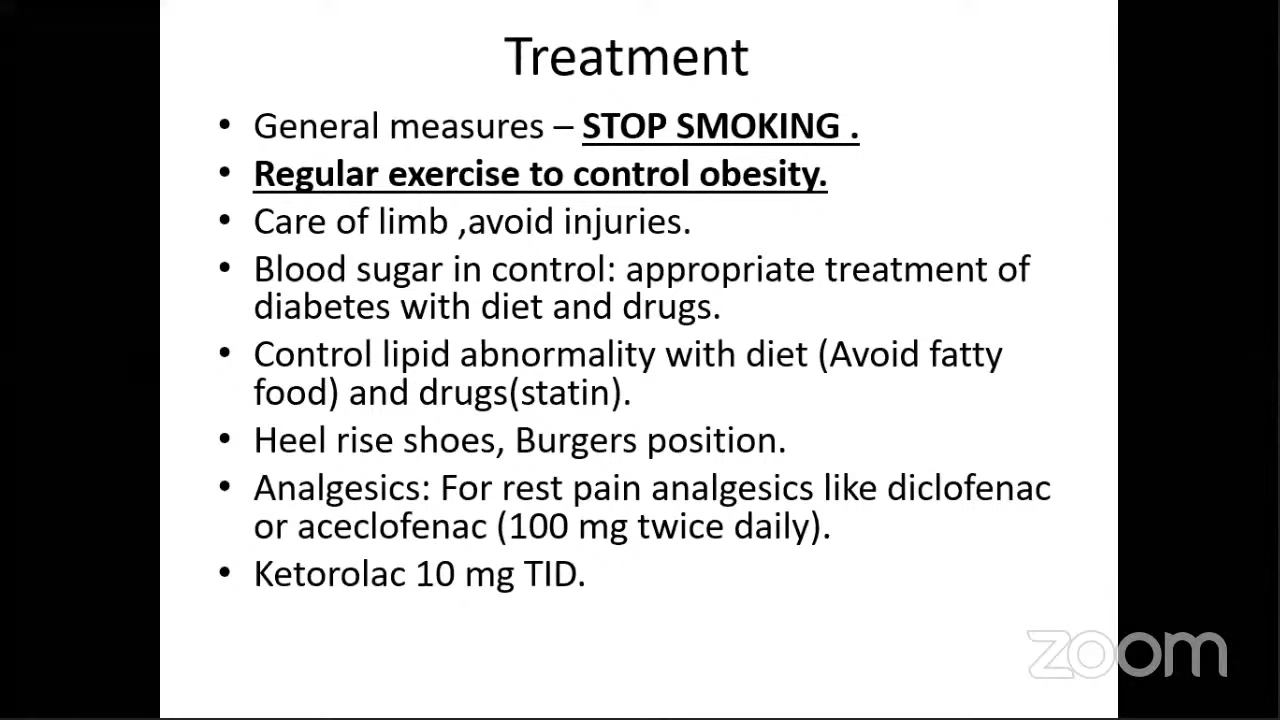 Treatment
• General measures – STOP SMOKING .
• Regular exercise to control obesity.
• Care of limb ,avoid injuries.
• Blood sugar in control: appropriate treatment of
diabetes with diet and drugs.
• Control lipid abnormality with diet (Avoid fatty
food) and drugs(statin).
• Heel rise shoes, Burgers position.
• Analgesics: For rest pain analgesics like diclofenac
or aceclofenac (100 mg twice daily).
• Ketorolac 10 mg TID.
zoom